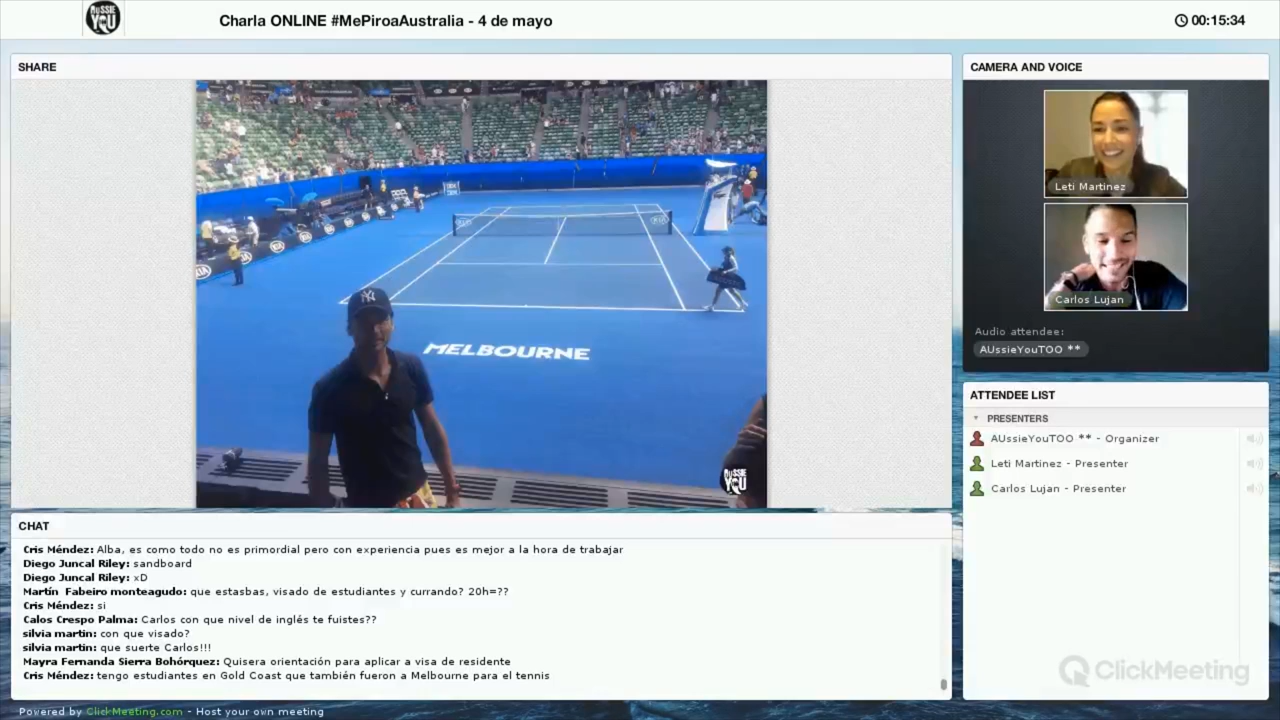 AUSSIE
YOU
Charla ONLINE #MePiroaAustralia - 4 de mayo
00:15:34
SHARE
KIA
KIA
KIA
MELBOURNE
AUSSIE
YOU
CAMERA AND VOICE
Leti Martinez
Carlos Lujan
Audio attendee:
AUssieYouTOO **
ATTENDEE LIST
PRESENTERS
AUssieYouTOO ** - Organizer
Leti Martinez - Presenter
Carlos Lujan - Presenter
ClickMeeting
CHAT
Cris Méndez: Alba, es como todo no es primordial pero con experiencia pues es mejor a la hora de trabajar
Diego Juncal Riley: sandboard
Diego Juncal Riley: xD
Martín Fabeiro monteagudo: que estasbas, visado de estudiantes y currando? 20h=??
Cris Méndez: si
Calos Crespo Palma: Carlos con que nivel de inglés te fuistes??
silvia martin: con que visado?
silvia martin: que suerte Carlos!!!
Mayra Fernanda Sierra Bohórquez: Quisera orientación para aplicar a visa de residente
Cris Méndez: tengo estudiantes en Gold Coast que también fueron a Melbourne para el tennis
Powered by ClickMeeting.com - Host your own meeting